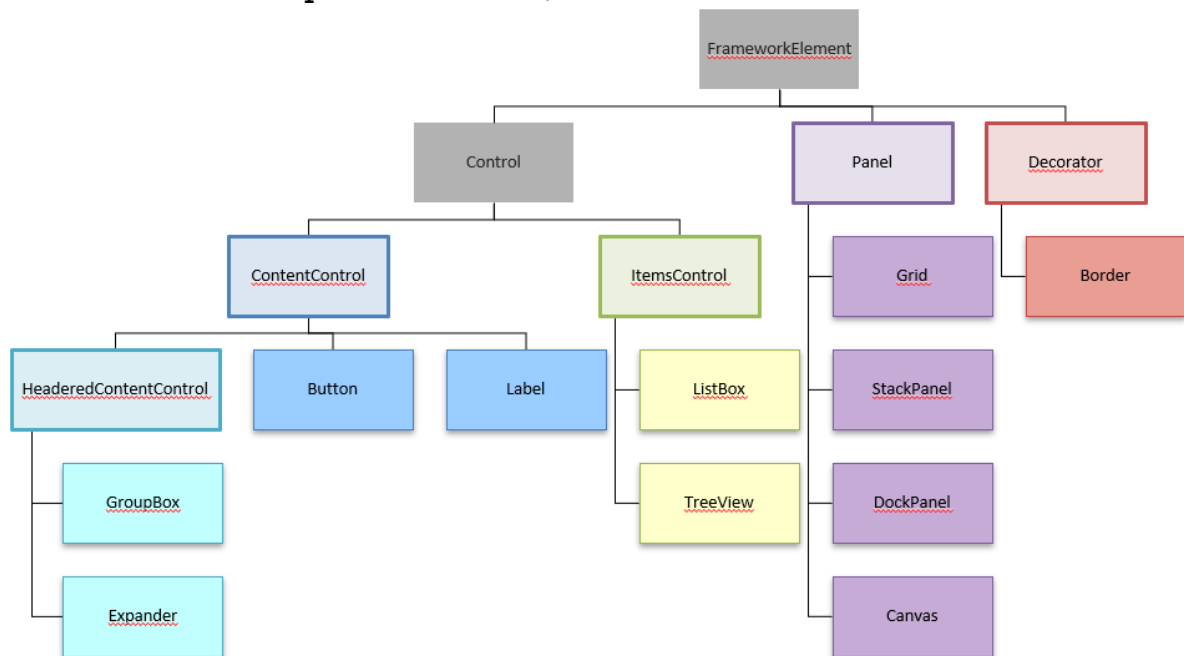 FrameworkElement
Control
Panel
Decorator
ContentControl
ItemsControl
Grid
Border
HeaderedContentControl
Button
Label
ListBox
StackPanel
GroupBox
TreeView
DockPanel
Expander
Canvas